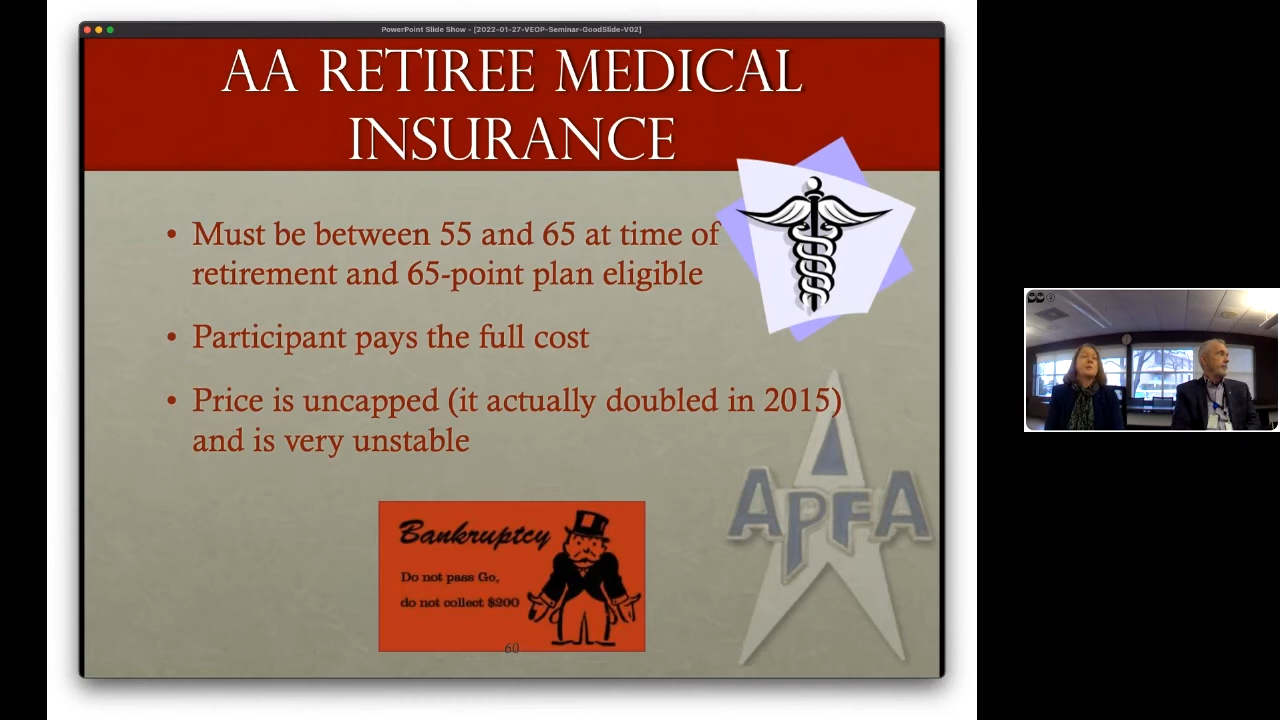 PowerPoint Slide Show - [2022-01-27-VEOP-Seminar-GoodSlide-V02]
AA RETIREE MEDICAL
INSURANCE
• Must be between 55 and 65 at time of
retirement and 65-point plan eligible
• Participant pays the full cost
• Price is uncapped (it actually doubled in 2015)
and is very unstable
Bankruptcy
Do not pass Go,
do not collect $200
APFA
60